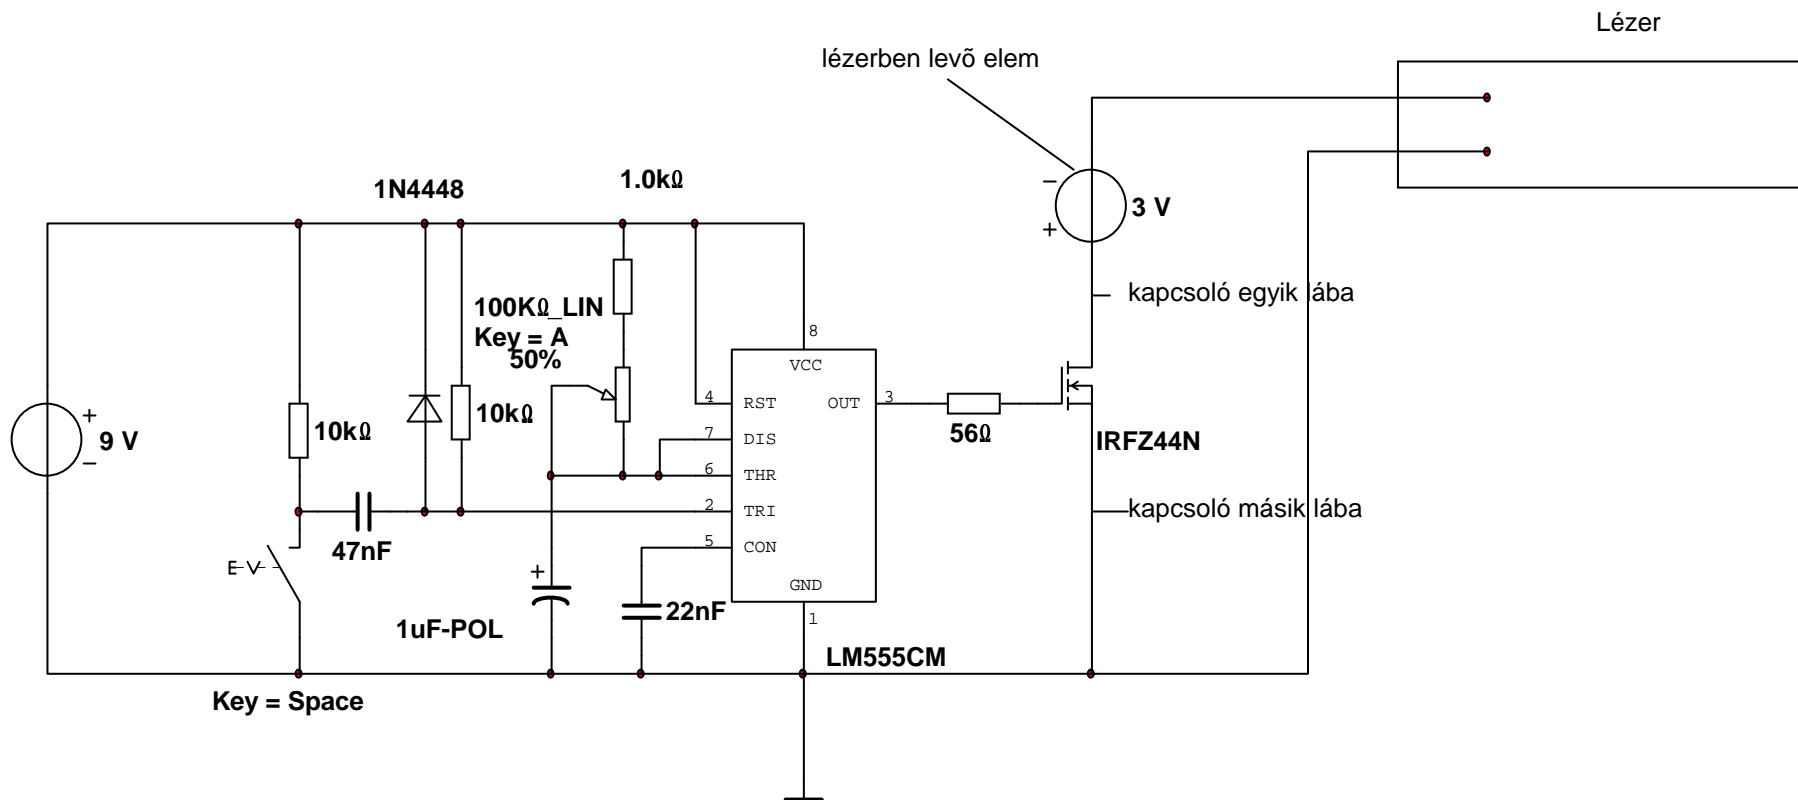 Lézer
lézerben levõ elem
1N4448
1.0kΩ
3 V
kapcsoló egyik lába
100KΩ_LIN
Key = A
50%
8
VCC
4 RST OUT 3
10kΩ
10kΩ
9 V
7 DIS
56Ω
IRFZ44N
6 THR
2 TRI
kapcsoló másik lába
47nF
5 CON
E V
GND
22nF
1
1uF-POL
LM555CM
Key = Space